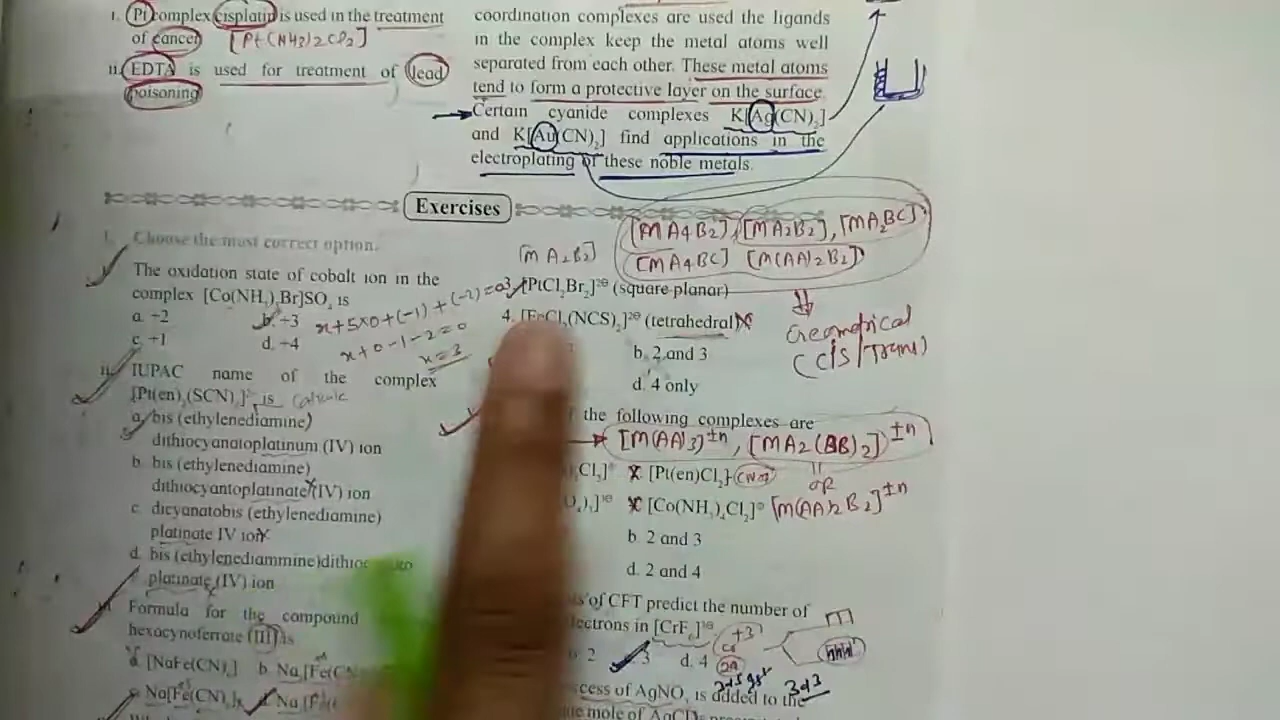 i. Pt complex cisplatin is used in the treatment
of cancer [Pt(NH3)2Cl2]
ii. EDTA is used for treatment of lead
poisoning
coordination complexes are used the ligands
in the complex keep the metal atoms well
separated from each other. These metal atoms
tend to form a protective layer on the surface
Certain cyanide complexes K[Ag(CN)2]
and K[Au(CN)2] find applications in the
electroplating of these noble metals.
Exercises
Choose the most correct option.
The oxidation state of cobalt ion in the
complex [Co(NH3)5Br]SO4 is
a. +2 b. +3
c. +1 d. +4
x+5x0+(-1)+(-2)=0
x+0-1-2=0
x=3
ii. IUPAC name of the complex
[Pt(en)2(SCN)2] is
a. bis (ethylenediamine)
dithiocyanatoplatinum (IV) ion
b. bis (ethylenediamine)
dithiocyantoplatinate (IV) ion
c. dicyanatobis (ethylenediamine)
platinate IV ion
d. bis (ethylenediammine)
platinate (IV) ion
Formula for the compound
hexacynoferrate (III) is
a. [NaFe(CN)6] b.
[MA2B2]
[MA4B2], [MA2B2], [MA2BC]
[MA4BC] [M(AA)2B2]
3. [PtCl2Br2]2⊖ (square planar)
4. [FeCl2(NCS)2]2⊖ (tetrahedral)
b. 2 and 3
d. 4 only
Geometrical
(cis/Trans)
the following complexes are
[M(AA)3]±n, [MA2(BB)2]±n
[Pt(en)Cl2]
or
[Co(NH3)4Cl2]⊕ [M(AA)2B2]±n
b. 2 and 3
d. 2 and 4
of CFT predict the number of
in [CrF6]
+3
b. 2 3 d. 4
of AgNO3 is added to the
3d3
mole of AgCl